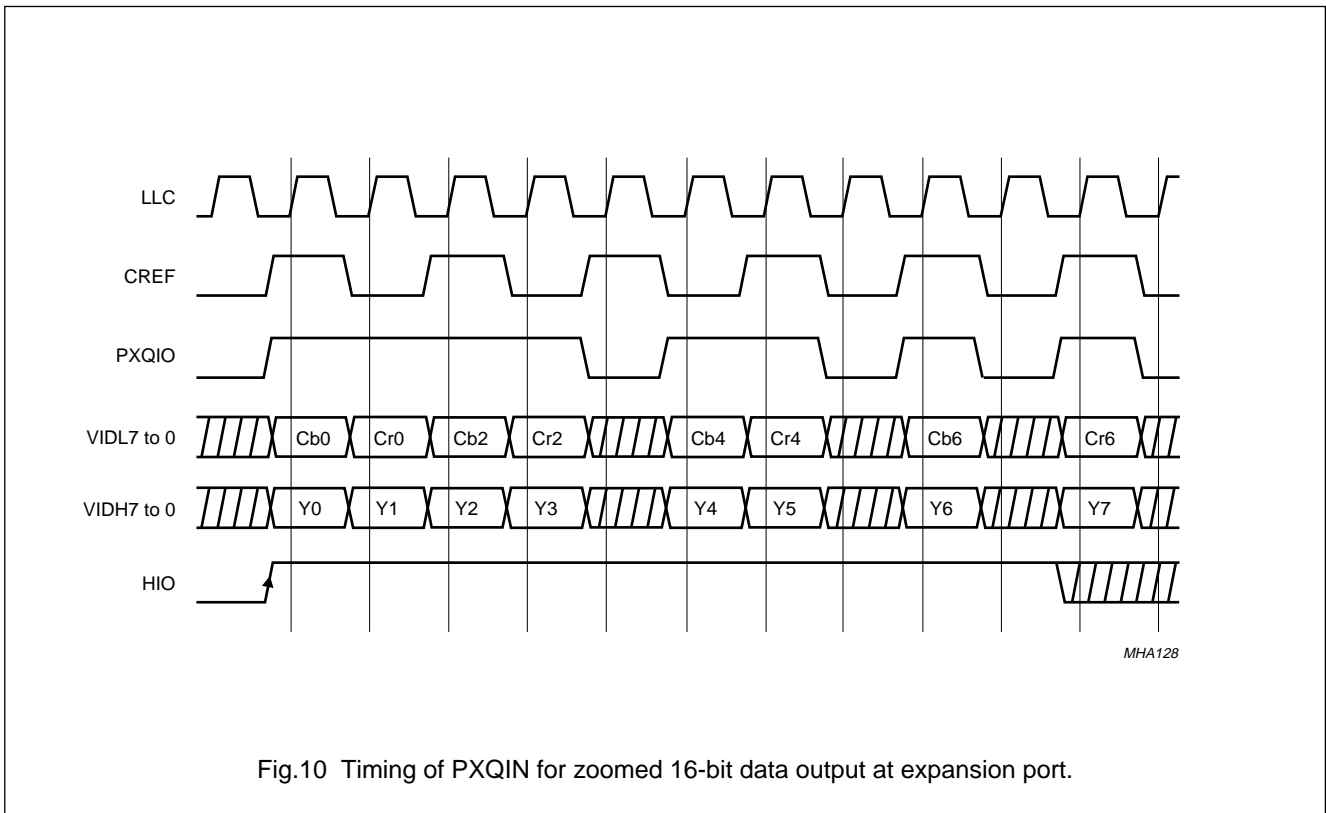 LLC
CREF
PXQIO
VIDL7 to 0 Cb0 Cr0 Cb2 Cr2 Cb4 Cr4 Cb6 Cr6
VIDH7 to 0 Y0 Y1 Y2 Y3 Y4 Y5 Y6 Y7
HIO
MHA128
Fig.10 Timing of PXQIN for zoomed 16-bit data output at expansion port.